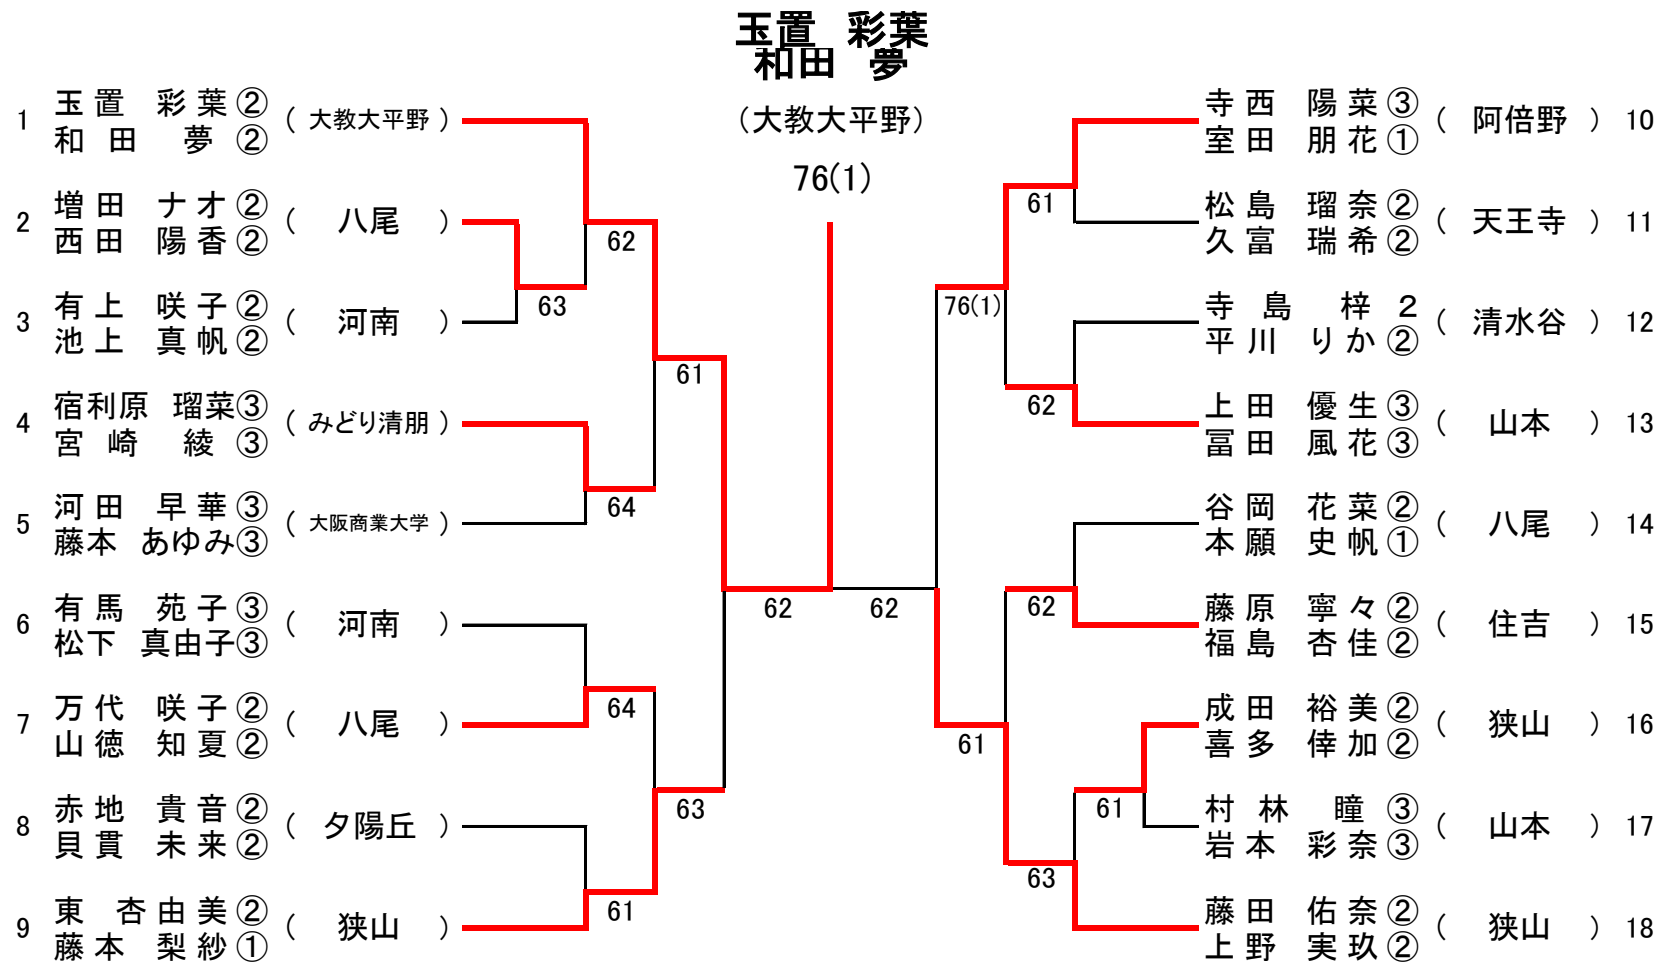 玉置 彩葉
和田 夢
(大教大平野)
76(1)
1 玉置 彩葉② ( 大教大平野 )
和田 夢②
2 増田 ナオ② ( 八尾 )
西田 陽香②
3 有上 咲子② ( 河南 )
池上 真帆②
4 宿利原 瑠菜③ ( みどり清朋 )
宮崎 綾③
5 河田 早華③ ( 大阪商業大学 )
藤本 あゆみ③
6 有馬 苑子③ ( 河南 )
松下 真由子③
7 万代 咲子② ( 八尾 )
山徳 知夏②
8 赤地 貴音② ( 夕陽丘 )
貝貫 未来②
9 東 杏由美② ( 狭山 )
藤本 梨紗①
62
63
61
64
62
64
63
61
寺西 陽菜③ ( 阿倍野 ) 10
室田 朋花①
松島 瑠奈② ( 天王寺 ) 11
久富 瑞希②
寺島 梓2 ( 清水谷 ) 12
平川 りか②
上田 優生③ ( 山本 ) 13
冨田 風花③
谷岡 花菜② ( 八尾 ) 14
本願 史帆①
藤原 寧々② ( 住吉 ) 15
福島 杏佳②
成田 裕美② ( 狭山 ) 16
喜多 倖加②
村林 瞳③ ( 山本 ) 17
岩本 彩奈③
藤田 佑奈② ( 狭山 ) 18
上野 実玖②
61
76(1)
62
62
62
61
61
63